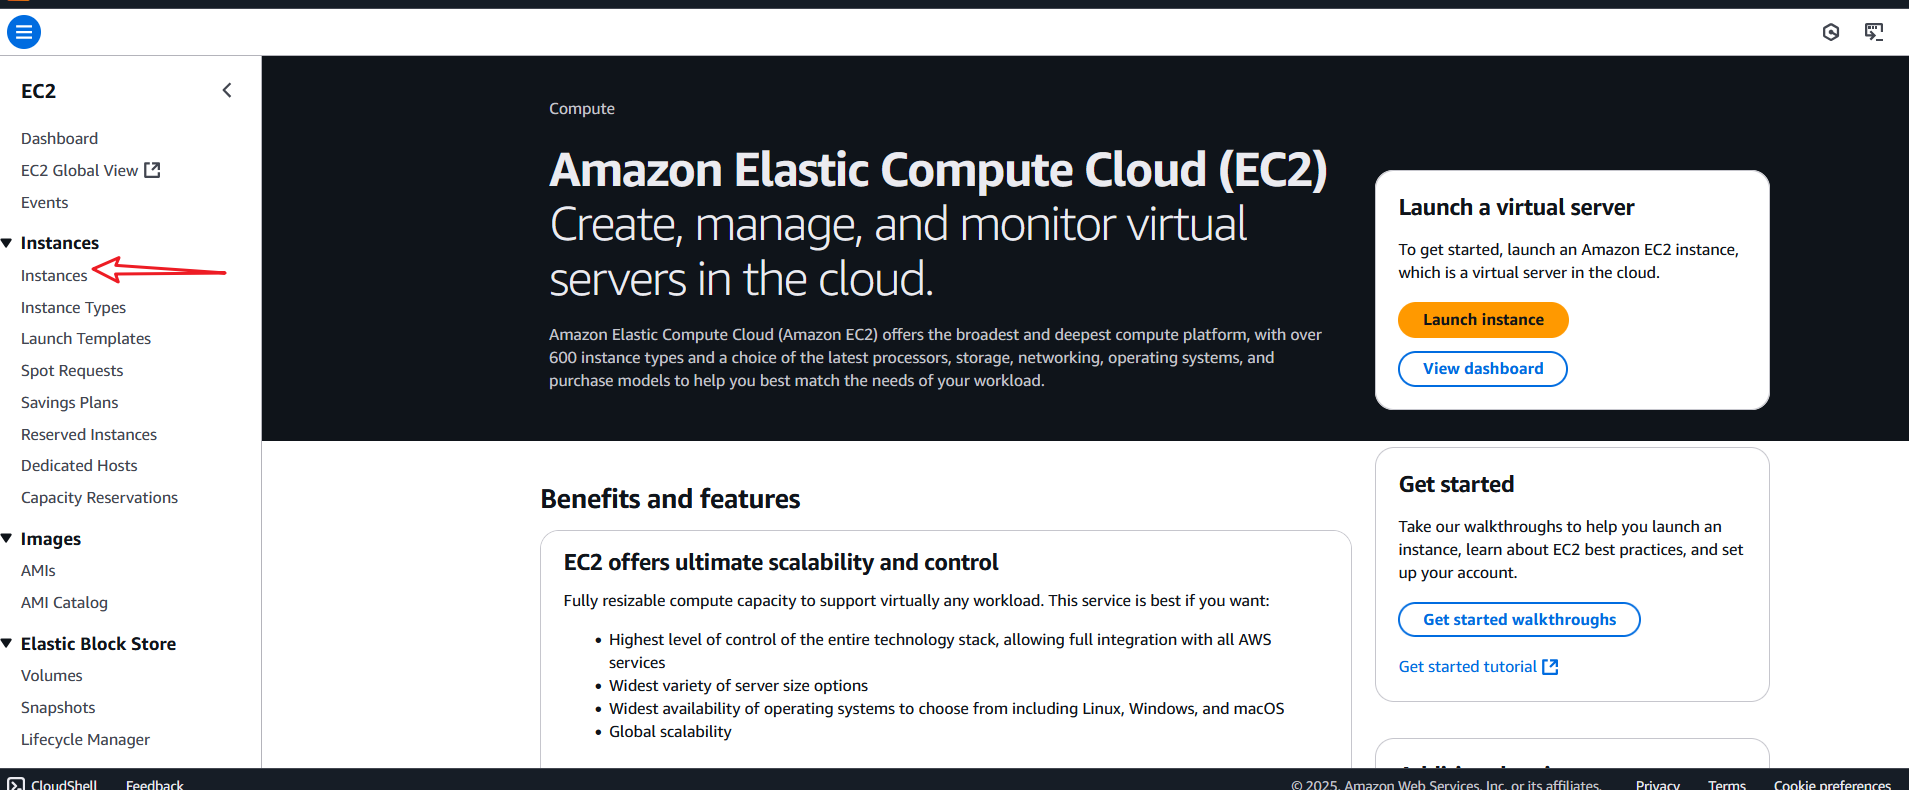 EC2
Dashboard
EC2 Global View
Events
Instances
Instances
Instance Types
Launch Templates
Spot Requests
Savings Plans
Reserved Instances
Dedicated Hosts
Capacity Reservations
Images
AMIs
AMI Catalog
Elastic Block Store
Volumes
Snapshots
Lifecycle Manager
Compute
Amazon Elastic Compute Cloud (EC2)
Create, manage, and monitor virtual
servers in the cloud.
Amazon Elastic Compute Cloud (Amazon EC2) offers the broadest and deepest compute platform, with over
600 instance types and a choice of the latest processors, storage, networking, operating systems, and
purchase models to help you best match the needs of your workload.
Launch a virtual server
To get started, launch an Amazon EC2 instance,
which is a virtual server in the cloud.
Launch instance
View dashboard
Benefits and features
EC2 offers ultimate scalability and control
Fully resizable compute capacity to support virtually any workload. This service is best if you want:
• Highest level of control of the entire technology stack, allowing full integration with all AWS
services
• Widest variety of server size options
• Widest availability of operating systems to choose from including Linux, Windows, and macOS
• Global scalability
Get started
Take our walkthroughs to help you launch an
instance, learn about EC2 best practices, and set
up your account.
Get started walkthroughs
Get started tutorial
CloudShell
Feedback
© 2025, Amazon Web Services, Inc. or its affiliates.
Privacy
Terms
Cookie preferences